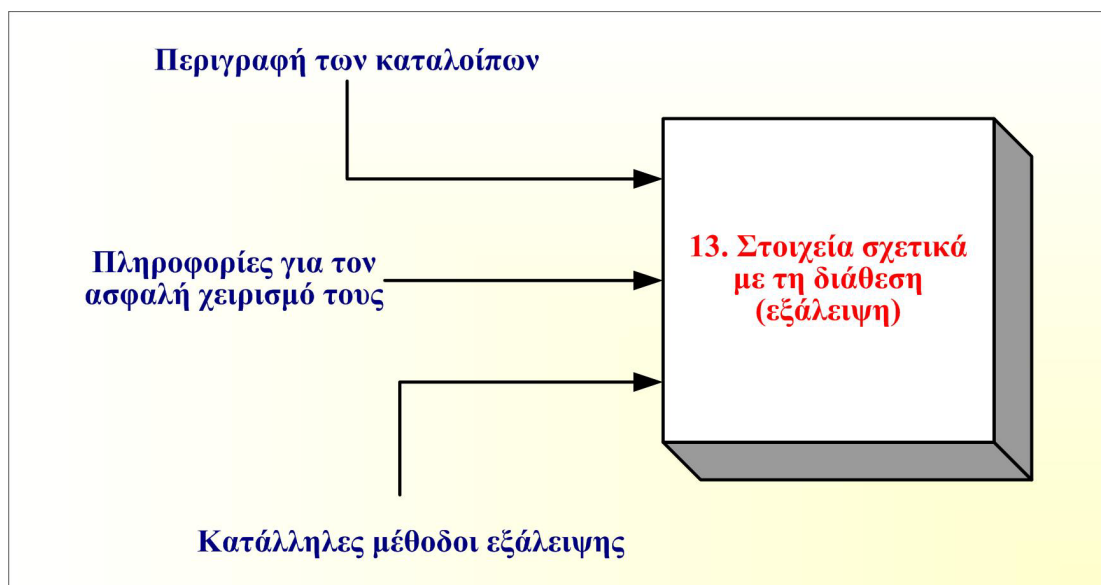 Περιγραφή των καταλοίπων
Πληροφορίες για τον
ασφαλή χειρισμό τους
Κατάλληλες μέθοδοι εξάλειψης
13. Στοιχεία σχετικά
με τη διάθεση
(εξάλειψη)